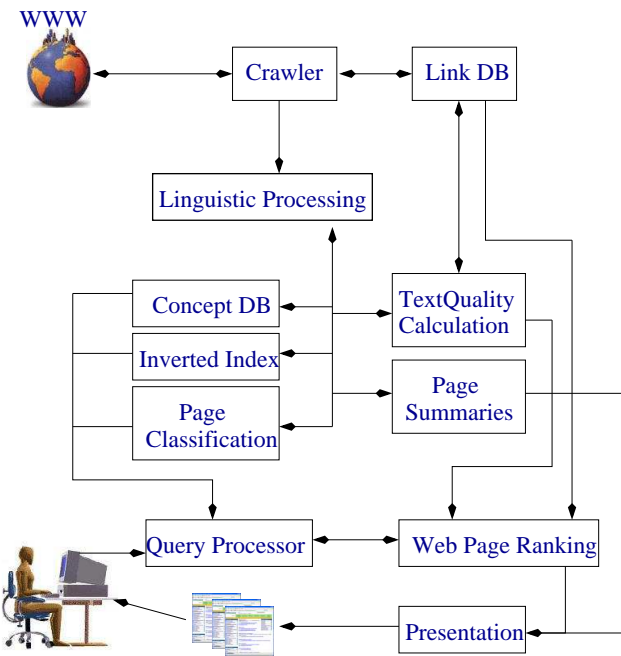 WWW
Crawler
Link DB
Linguistic Processing
Concept DB
TextQuality
Calculation
Inverted Index
Page
Summaries
Page
Classification
Query Processor
Web Page Ranking
Presentation